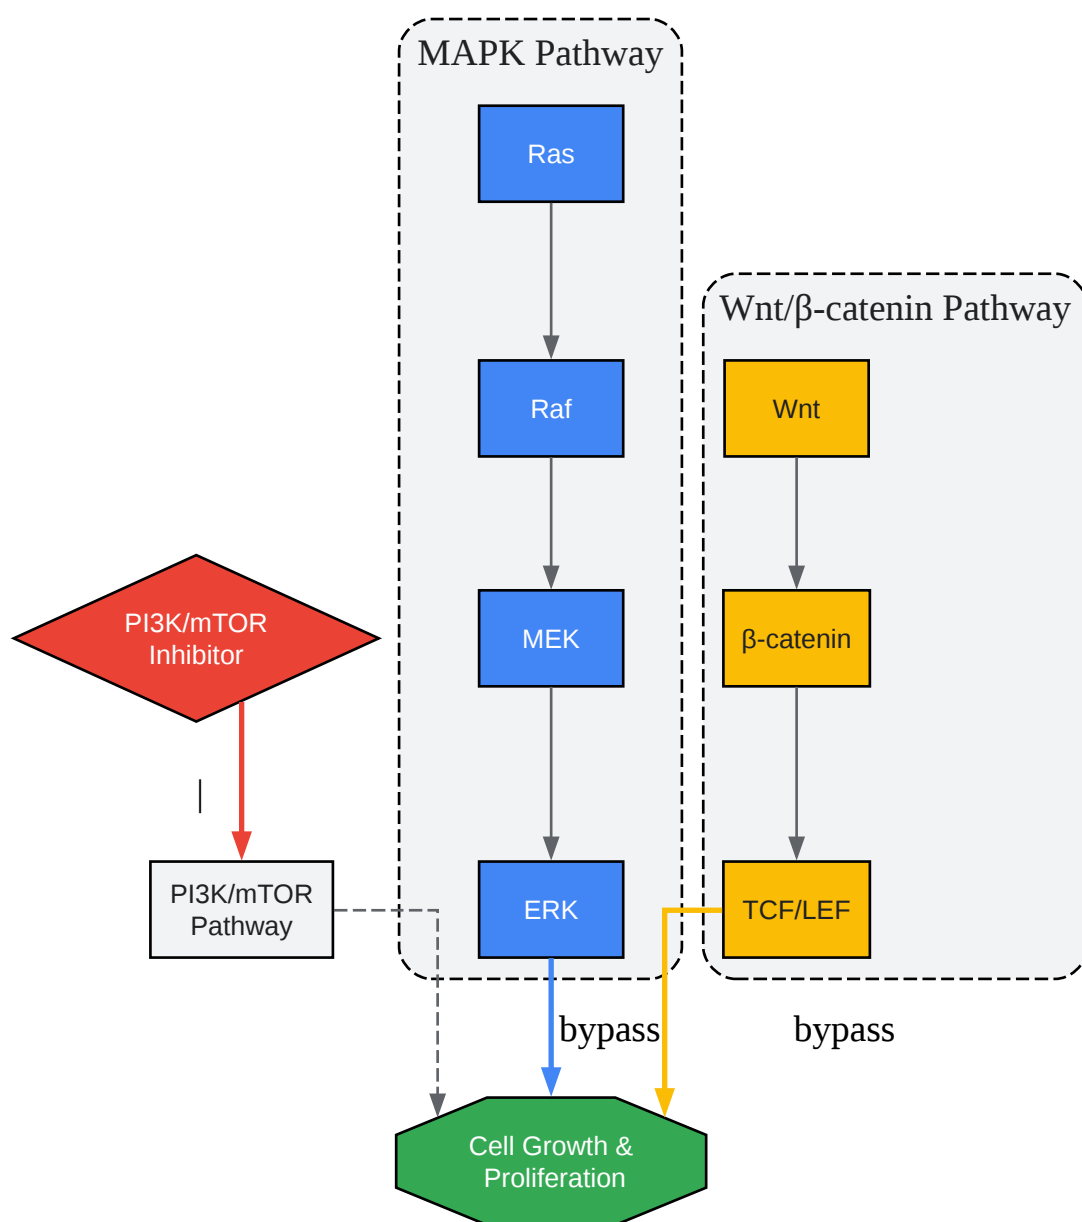 MAPK Pathway
Ras
Wnt/β-catenin Pathway
Raf
Wnt
PI3K/mTOR
Inhibitor
MEK
β-catenin
|
PI3K/mTOR
Pathway
ERK
TCF/LEF
bypass
bypass
Cell Growth &
Proliferation